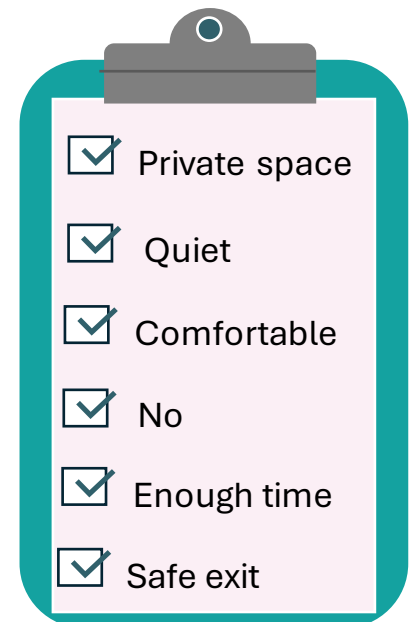 Private space
Quiet
Comfortable
No
Enough time
Safe exit